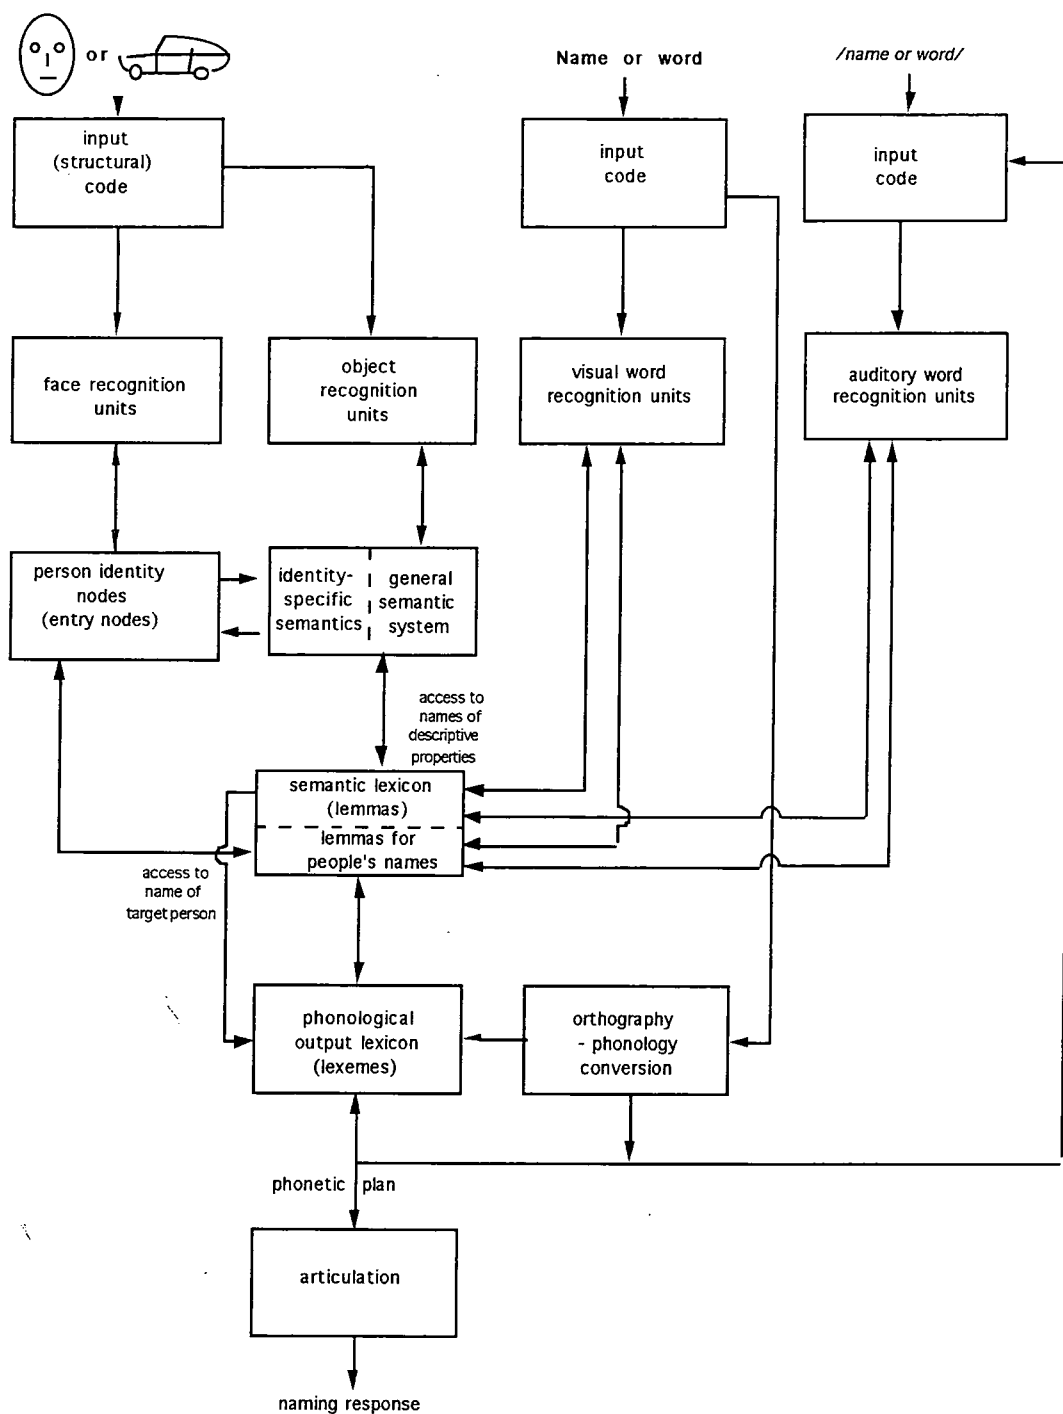 or
Name or word
/name or word/
input
(structural)
code
input
code
input
code
face recognition
units
object
recognition
units
visual word
recognition units
auditory word
recognition units
person identity
nodes
(entry nodes)
identity-
specific
semantics
general
semantic
system
access to
names of
descriptive
properties
semantic lexicon
(lemmas)
lemmas for
people's names
access to
name of
target person
phonological
output lexicon
(lexemes)
orthography
- phonology
conversion
phonetic plan
articulation
naming response